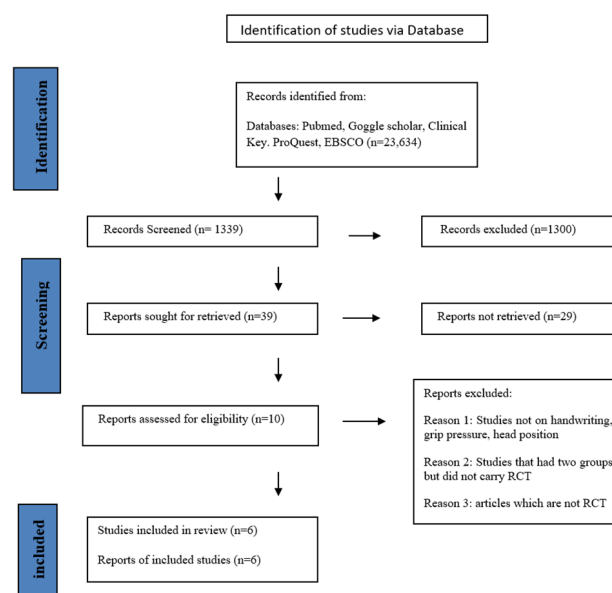 Identification of studies via Database
Identification
Records identified from:
Databases: Pubmed, Goggle scholar, Clinical
Key. ProQuest, EBSCO (n=23,634)
Records Screened (n= 1339)
Records excluded (n=1300)
Screening
Reports sought for retrieved (n=39)
Reports not retrieved (n=29)
Reports assessed for eligibility (n=10)
Reports excluded:
Reason 1: Studies not on handwriting,
grip pressure, head position
Reason 2: Studies that had two groups
but did not carry RCT
Reason 3: articles which are not RCT
included
Studies included in review (n=6)
Reports of included studies (n=6)